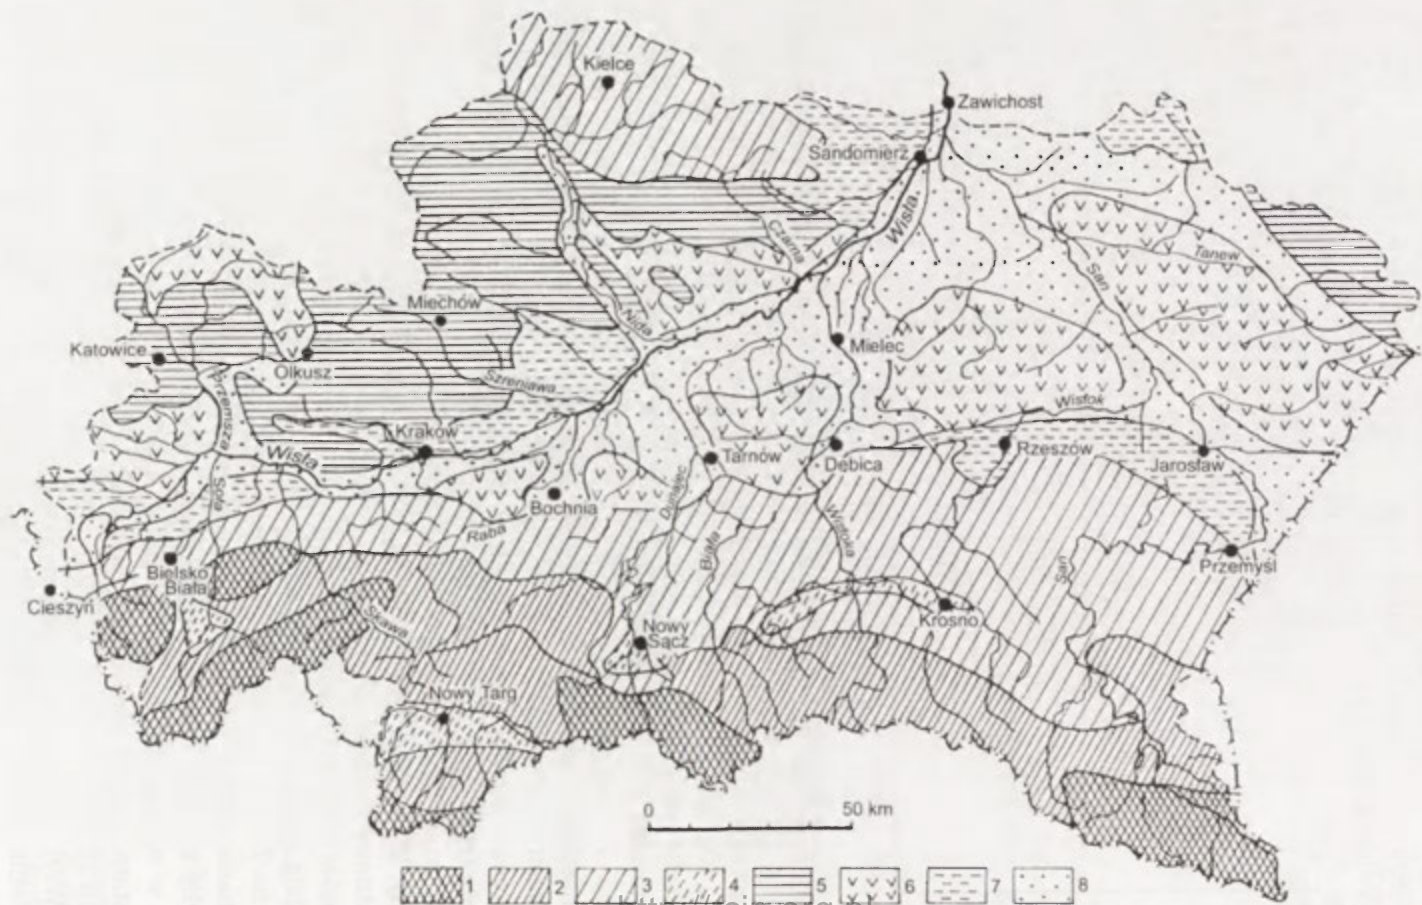 Kielce
Zawichost
Sandomierz
Wisła
Czarna
Tanew
San
Miechów
Nida
Katowice
Olkusz
Mielec
Przemsza
Szreniawa
Wisłok
Kraków
Wisła
Tarnów
Dębica
Rzeszów
Jarosław
Soła
Bochnia
Dunajec
Raba
Biała
Wisłoka
San
Przemyśl
Bielsko
Biała
Cieszyn
Skawa
Nowy
Sącz
Krosno
Nowy Targ
0 50 km
1 2 3 4 5 6 7 8